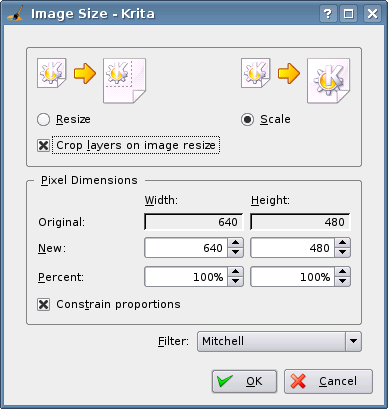 Image Size - Krita
Resize Scale
Crop layers on image resize
Pixel Dimensions
Width: Height:
Original: 640 480
New: 640 480
Percent: 100% 100%
Constrain proportions
Filter: Mitchell
OK Cancel